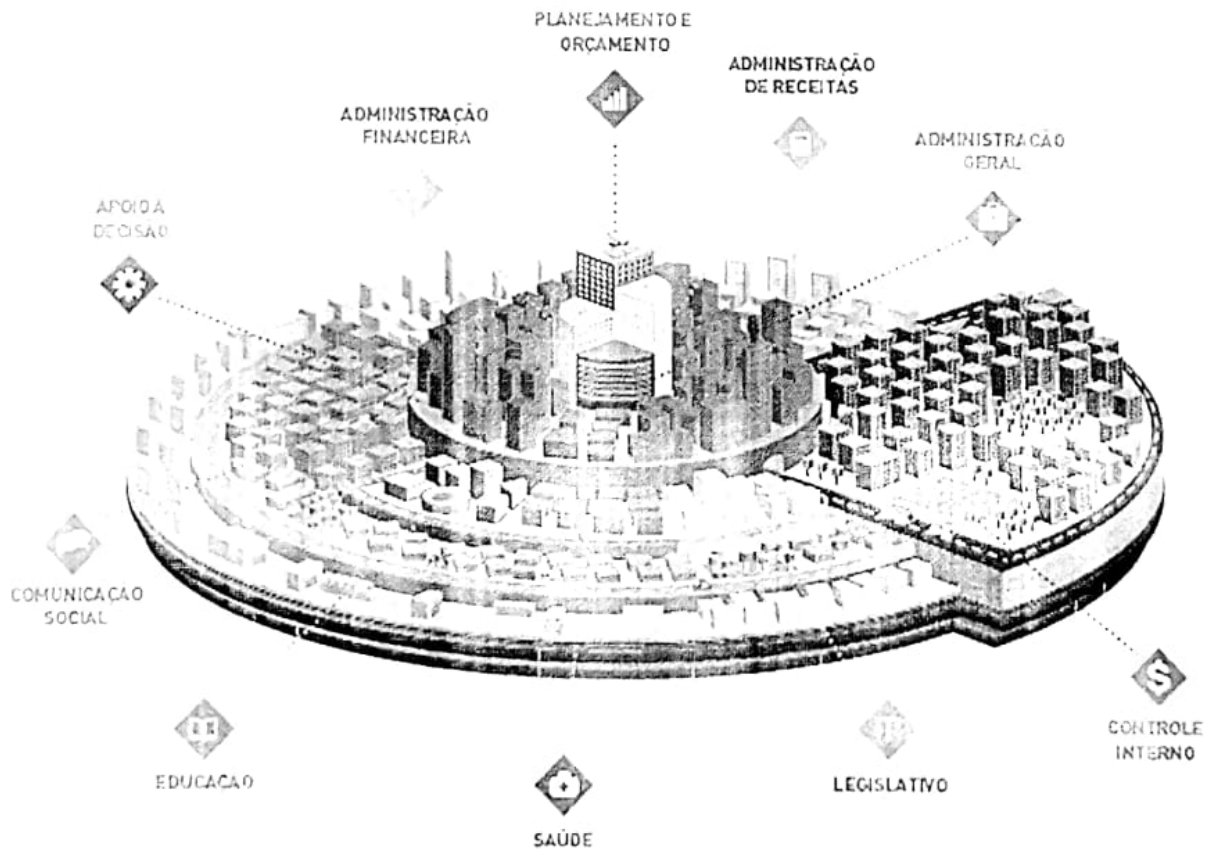 PLANEJAMENTO E
ORÇAMENTO
ADMINISTRAÇÃO
DE RECEITAS
ADMINISTRAÇÃO
FINANCEIRA
ADMINISTRAÇÃO
GERAL
APOIO A
DECISÃO
COMUNICAÇÃO
SOCIAL
CONTROLE
INTERNO
EDUCAÇÃO
LEGISLATIVO
SAÚDE